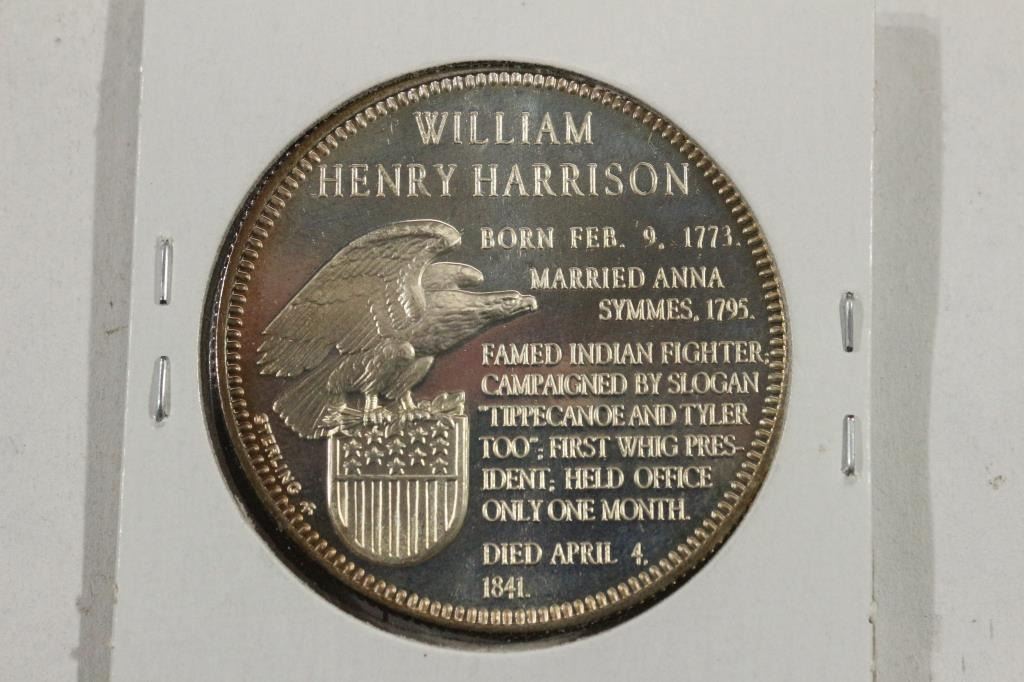 WILLIAM
HENRY HARRISON
BORN FEB. 9, 1773.
MARRIED ANNA
SYMMES, 1795.
FAMED INDIAN FIGHTER;
CAMPAIGNED BY SLOGAN
"TIPPECANOE AND TYLER
TOO"; FIRST WHIG PRES-
IDENT; HELD OFFICE
ONLY ONE MONTH.
DIED APRIL 4,
1841.
STERLING